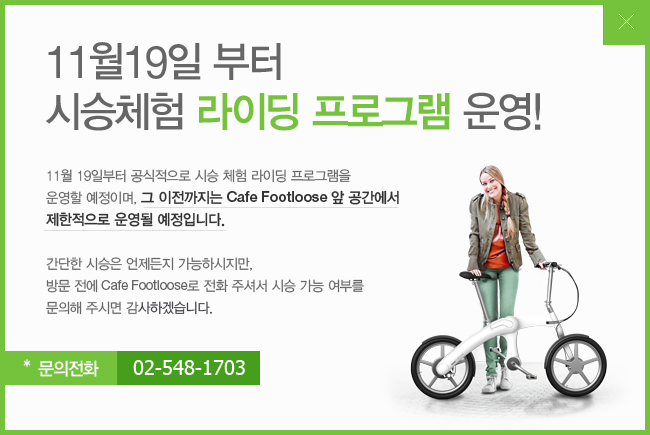 11월19일 부터
시승체험 라이딩 프로그램 운영!
11월 19일부터 공식적으로 시승 체험 라이딩 프로그램을
운영할 예정이며, 그 이전까지는 Cafe Footloose 앞 공간에서
제한적으로 운영될 예정입니다.
간단한 시승은 언제든지 가능하시지만,
방문 전에 Cafe Footloose로 전화 주셔서 시승 가능 여부를
문의해 주시면 감사하겠습니다.
* 문의전화 02-548-1703